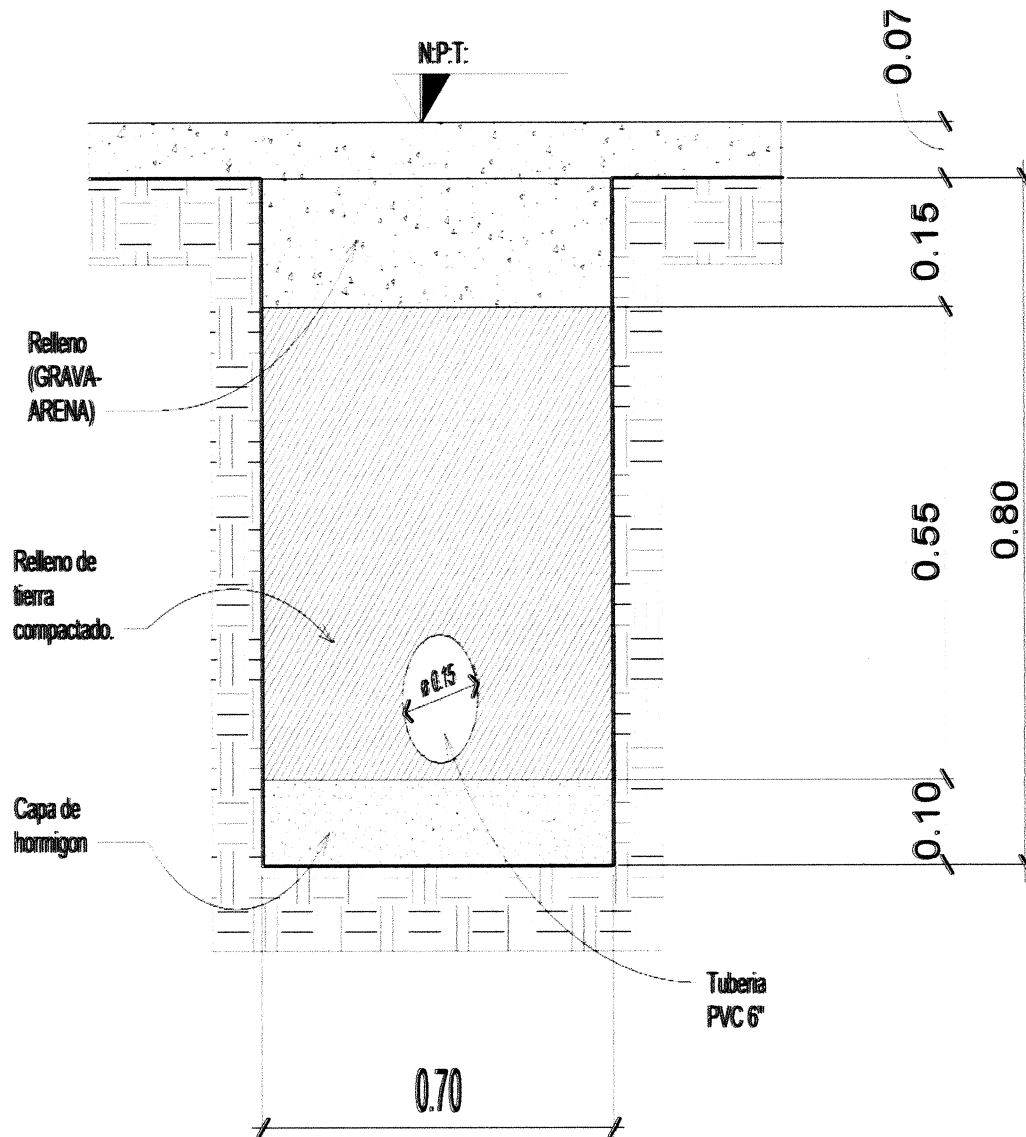 N.P.T.
0.07
0.15
Relleno
(GRAVA-
ARENA)
0.55
0.80
Relleno de
tierra
compactado.
ø 0.15
Capa de
hormigon
0.10
Tuberia
PVC 6"
0.70